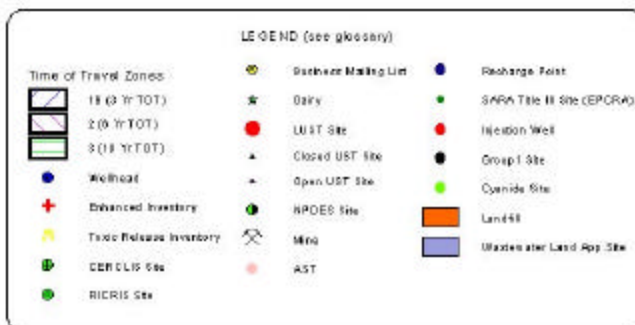 LEGEND (see glossary)
Time of Travel Zones
1B (3 Yr TOT)
2 (6 Yr TOT)
3 (10 Yr TOT)
Wellhead
Enhanced Inventory
Toxic Release Inventory
CERCLIS Site
RICRIS Site
Business Mailing List
Dairy
LUST Site
Closed UST Site
Open UST Site
NPDES Site
Mine
AST
Recharge Point
SARA Title III Site (EPCRA)
Injection Well
Group1 Site
Cyanide Site
Landfill
Wastewater Land App Site